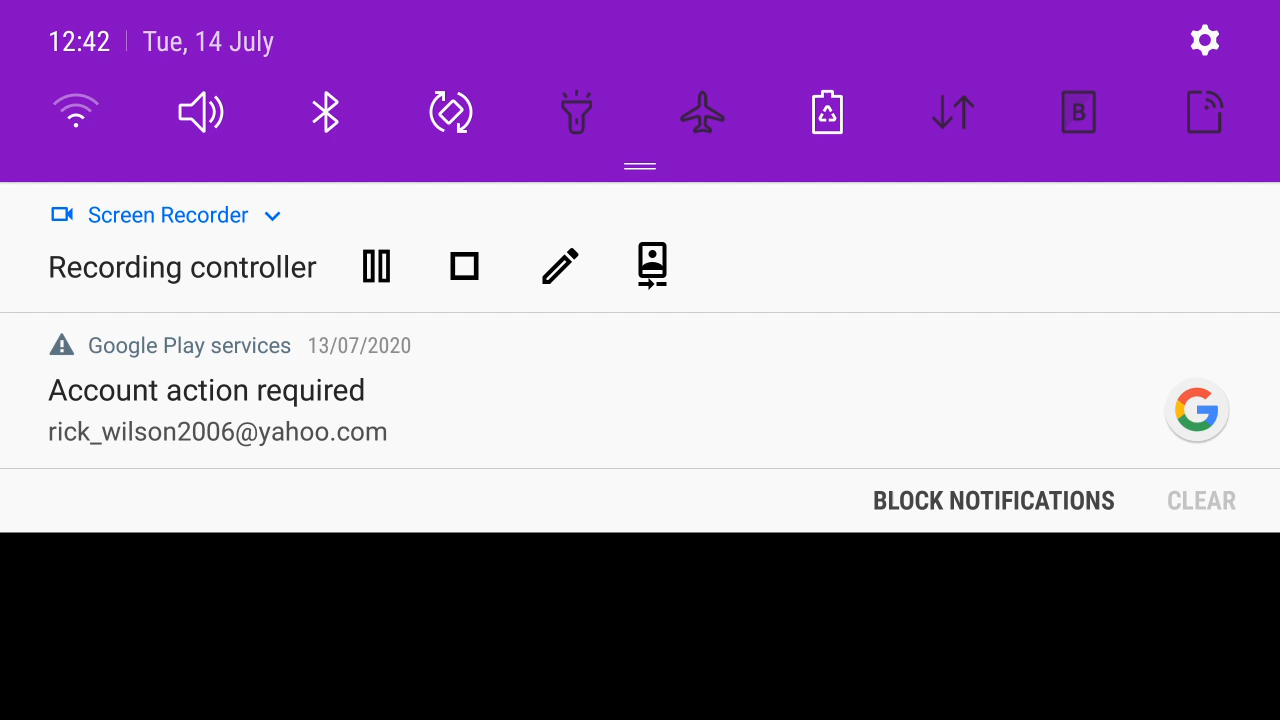 12:42 Tue, 14 July
B
Screen Recorder
Recording controller
Google Play services 13/07/2020
Account action required
rick_wilson2006@yahoo.com
G
BLOCK NOTIFICATIONS CLEAR